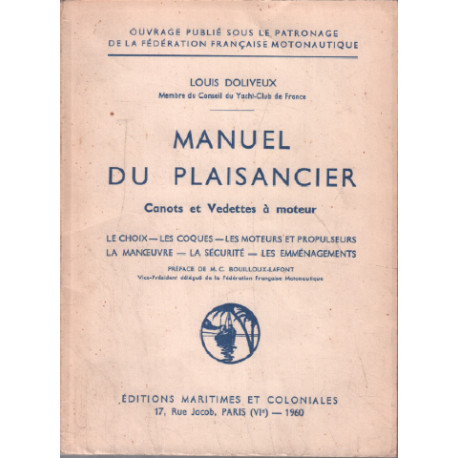 OUVRAGE PUBLIÉ SOUS LE PATRONAGE
DE LA FÉDÉRATION FRANÇAISE MOTONAUTIQUE
LOUIS DOLIVEUX
Membre du Conseil du Yacht-Club de France
MANUEL
DU PLAISANCIER
Canots et Vedettes à moteur
LE CHOIX — LES COQUES — LES MOTEURS ET PROPULSEURS
LA MANŒUVRE — LA SÉCURITÉ — LES EMMÉNAGEMENTS
PRÉFACE DE M. C. BOUILLOUX-LAFONT
Vice-Président délégué de la Fédération Française Motonautique
ÉDITIONS MARITIMES ET COLONIALES
17, Rue Jacob, PARIS (VIe) — 1960